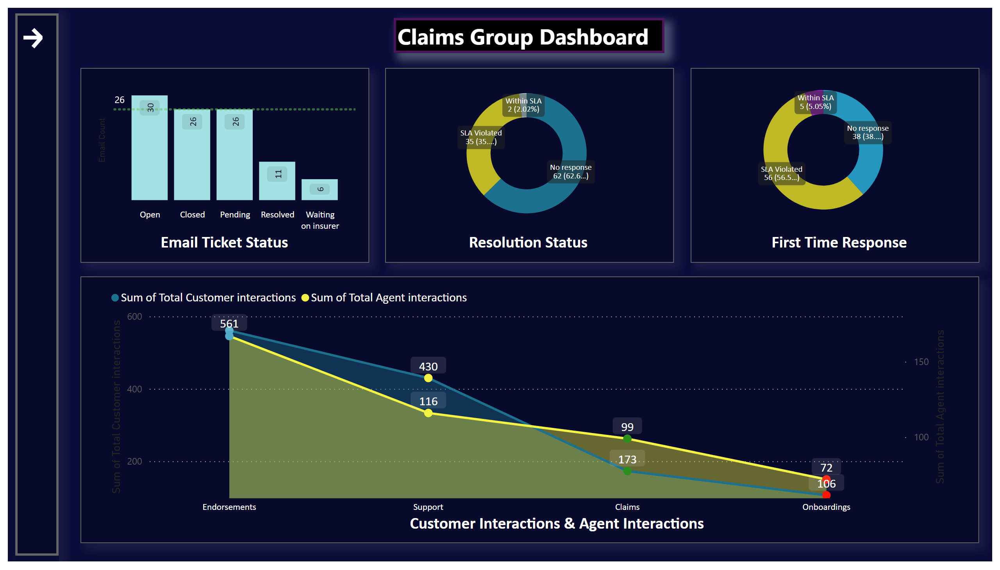 Claims Group Dashboard
26
Email Count
30
26
26
11
6
Open
Closed
Pending
Resolved
Waiting
on insurer
Email Ticket Status
Within SLA
2 (2.02%)
SLA Violated
35 (35....)
No response
62 (62.6...)
Resolution Status
Within SLA
5 (5.05%)
No response
38 (38....)
SLA Violated
56 (56.5...)
First Time Response
Sum of Total Customer interactions
Sum of Total Agent interactions
Sum of Total Customer interactions
600
400
200
561
430
116
99
173
72
106
150
100
Sum of Total Agent interactions
Endorsements
Support
Claims
Onboardings
Customer Interactions & Agent Interactions